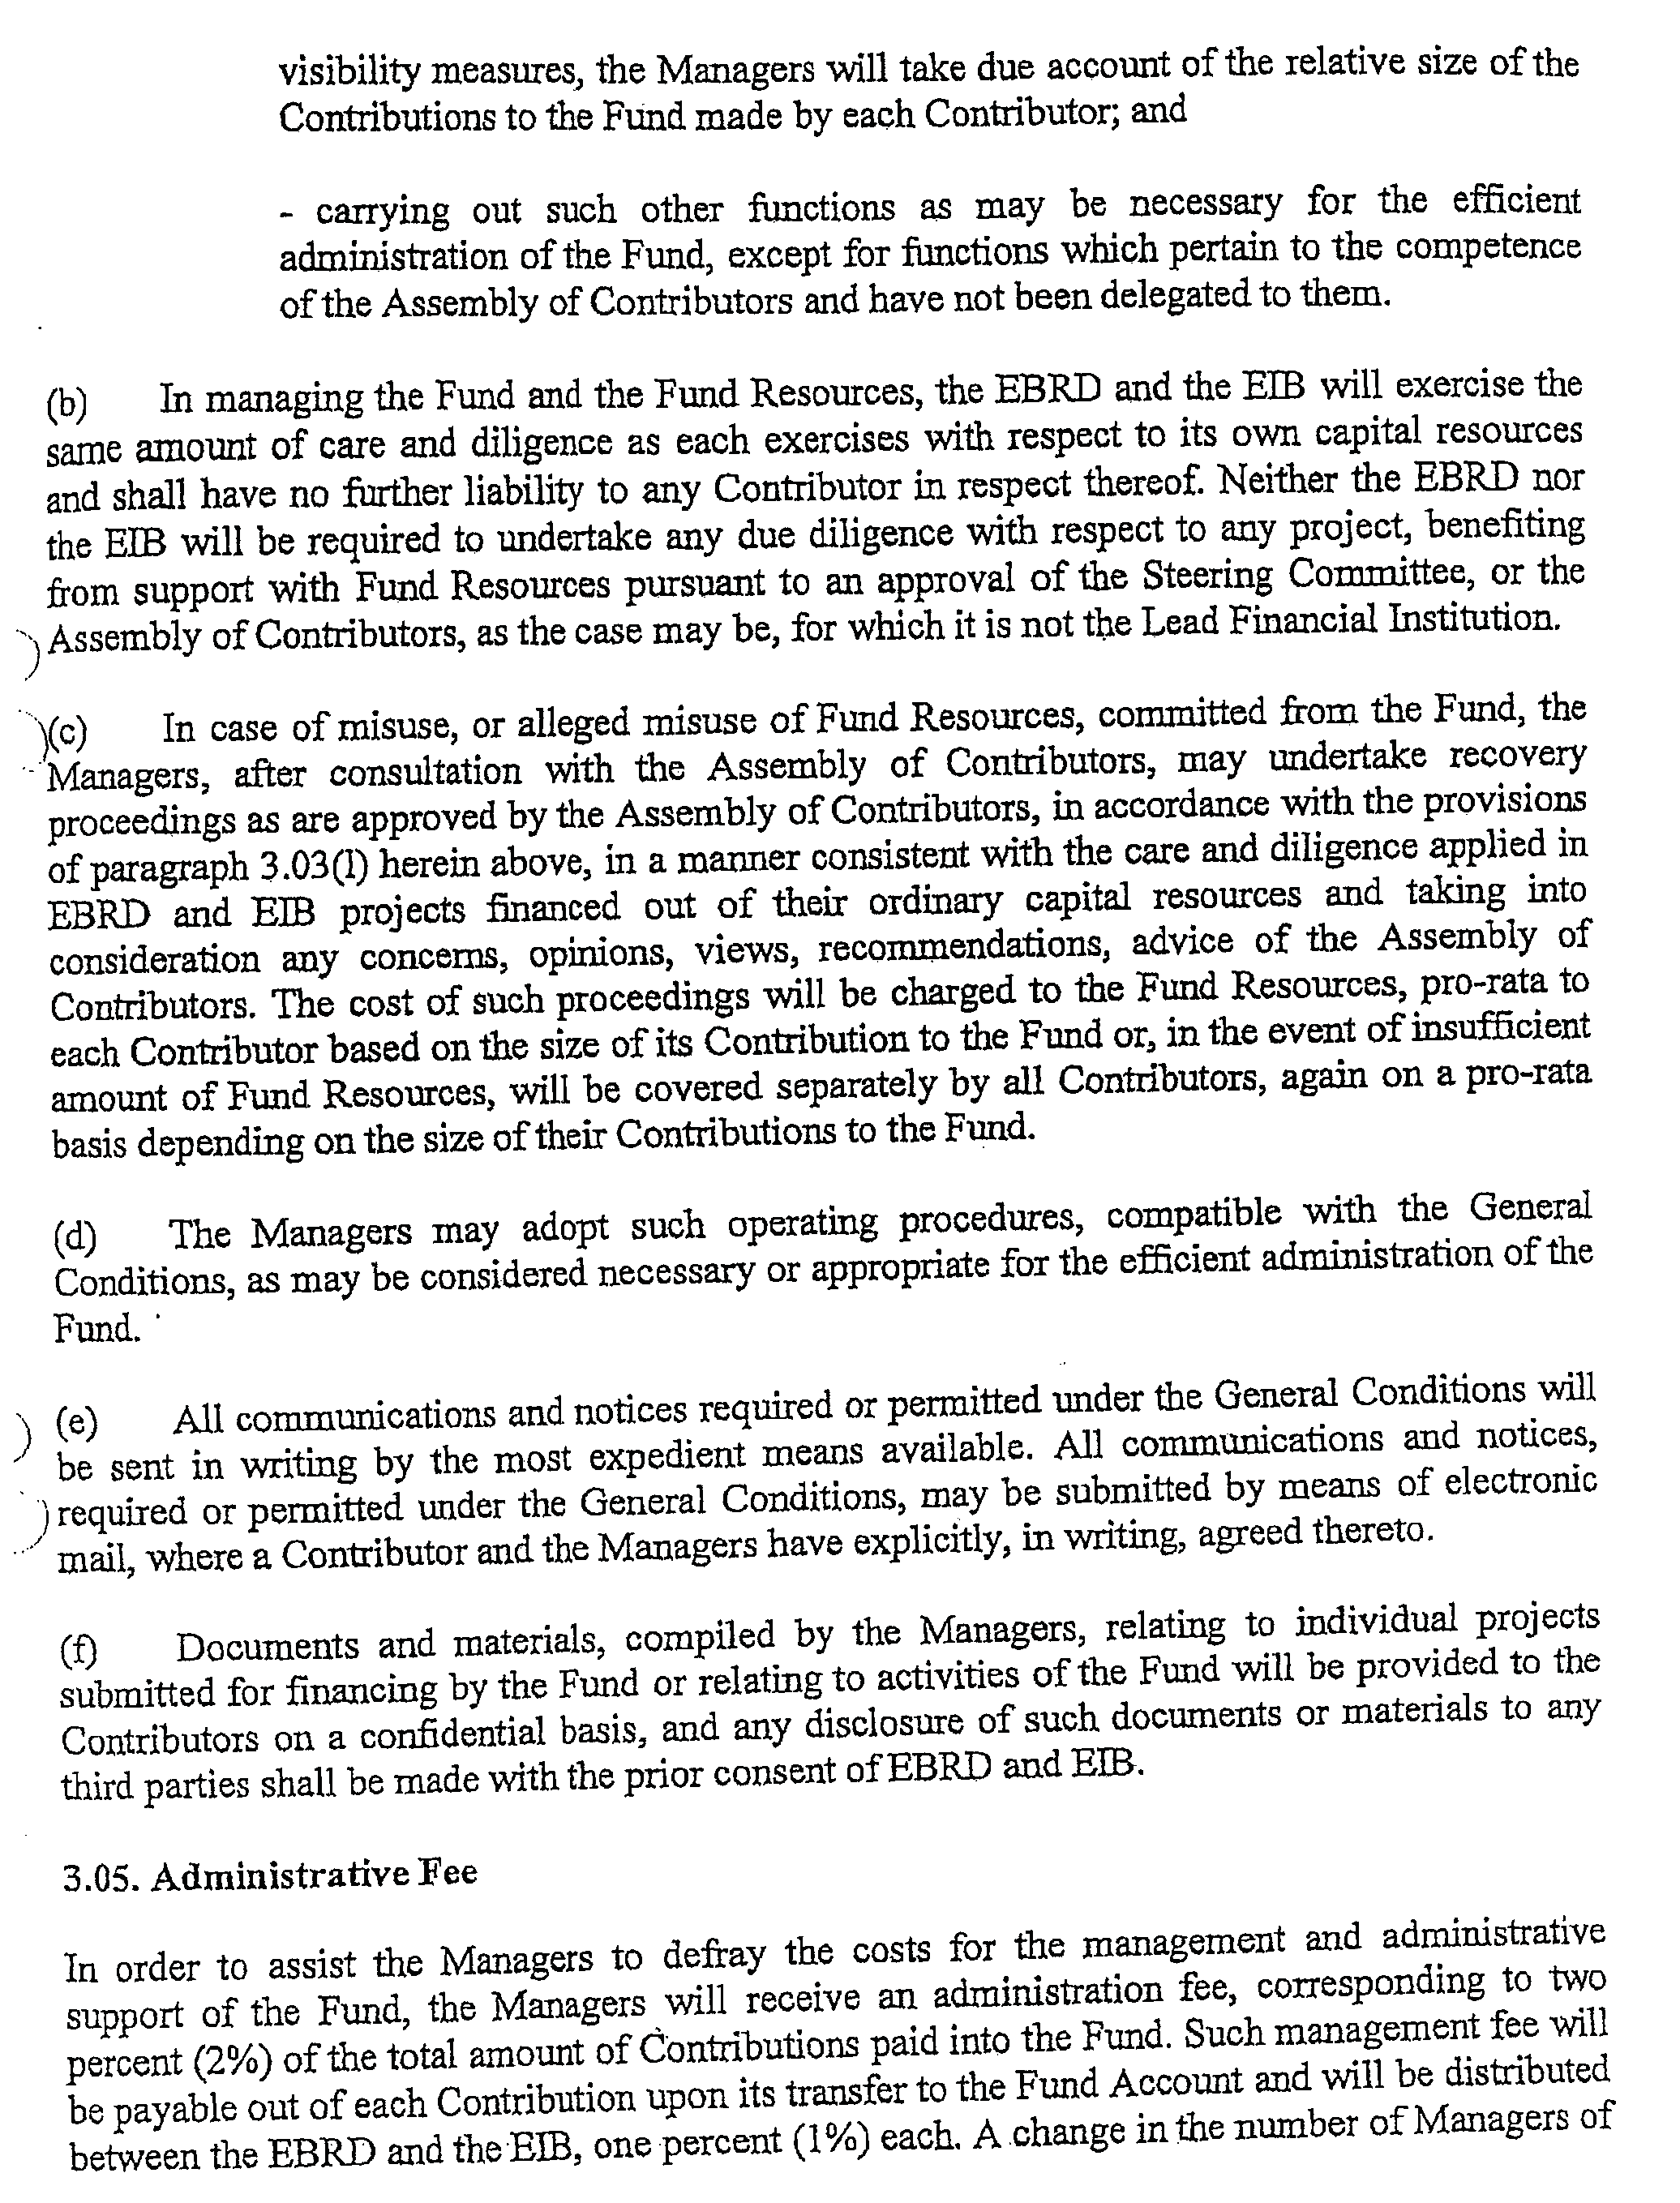 visibility measures, the Managers will take due account of the relative size of the
Contributions to the Fund made by each Contributor; and
- carrying out such other functions as may be necessary for the efficient
administration of the Fund, except for functions which pertain to the competence
of the Assembly of Contributors and have not been delegated to them.
(b) In managing the Fund and the Fund Resources, the EBRD and the EIB will exercise the
same amount of care and diligence as each exercises with respect to its own capital resources
and shall have no further liability to any Contributor in respect thereof. Neither the EBRD nor
the EIB will be required to undertake any due diligence with respect to any project, benefiting
from support with Fund Resources pursuant to an approval of the Steering Committee, or the
Assembly of Contributors, as the case may be, for which it is not the Lead Financial Institution.
(c) In case of misuse, or alleged misuse of Fund Resources, committed from the Fund, the
Managers, after consultation with the Assembly of Contributors, may undertake recovery
proceedings as are approved by the Assembly of Contributors, in accordance with the provisions
of paragraph 3.03(l) herein above, in a manner consistent with the care and diligence applied in
EBRD and EIB projects financed out of their ordinary capital resources and taking into
consideration any concerns, opinions, views, recommendations, advice of the Assembly of
Contributors. The cost of such proceedings will be charged to the Fund Resources, pro-rata to
each Contributor based on the size of its Contribution to the Fund or, in the event of insufficient
amount of Fund Resources, will be covered separately by all Contributors, again on a pro-rata
basis depending on the size of their Contributions to the Fund.
(d) The Managers may adopt such operating procedures, compatible with the General
Conditions, as may be considered necessary or appropriate for the efficient administration of the
Fund.
(e) All communications and notices required or permitted under the General Conditions will
be sent in writing by the most expedient means available. All communications and notices,
required or permitted under the General Conditions, may be submitted by means of electronic
mail, where a Contributor and the Managers have explicitly, in writing, agreed thereto.
(f) Documents and materials, compiled by the Managers, relating to individual projects
submitted for financing by the Fund or relating to activities of the Fund will be provided to the
Contributors on a confidential basis, and any disclosure of such documents or materials to any
third parties shall be made with the prior consent of EBRD and EIB.
3.05. Administrative Fee
In order to assist the Managers to defray the costs for the management and administrative
support of the Fund, the Managers will receive an administration fee, corresponding to two
percent (2%) of the total amount of Contributions paid into the Fund. Such management fee will
be payable out of each Contribution upon its transfer to the Fund Account and will be distributed
between the EBRD and the EIB, one percent (1%) each. A change in the number of Managers of